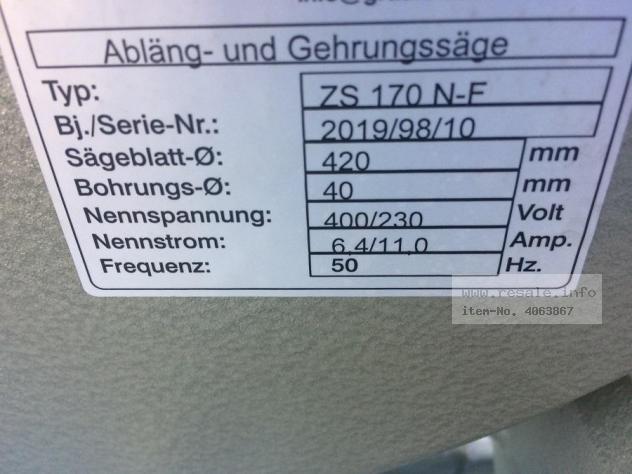 Abläng- und Gehrungssäge
Typ: ZS 170 N-F
Bj./Serie-Nr.: 2019/98/10
Sägeblatt-Ø: 420 mm
Bohrungs-Ø: 40 mm
Nennspannung: 400/230 Volt
Nennstrom: 6,4/11,0 Amp.
Frequenz: 50 Hz.
www.resale.info
item-No. 4063867